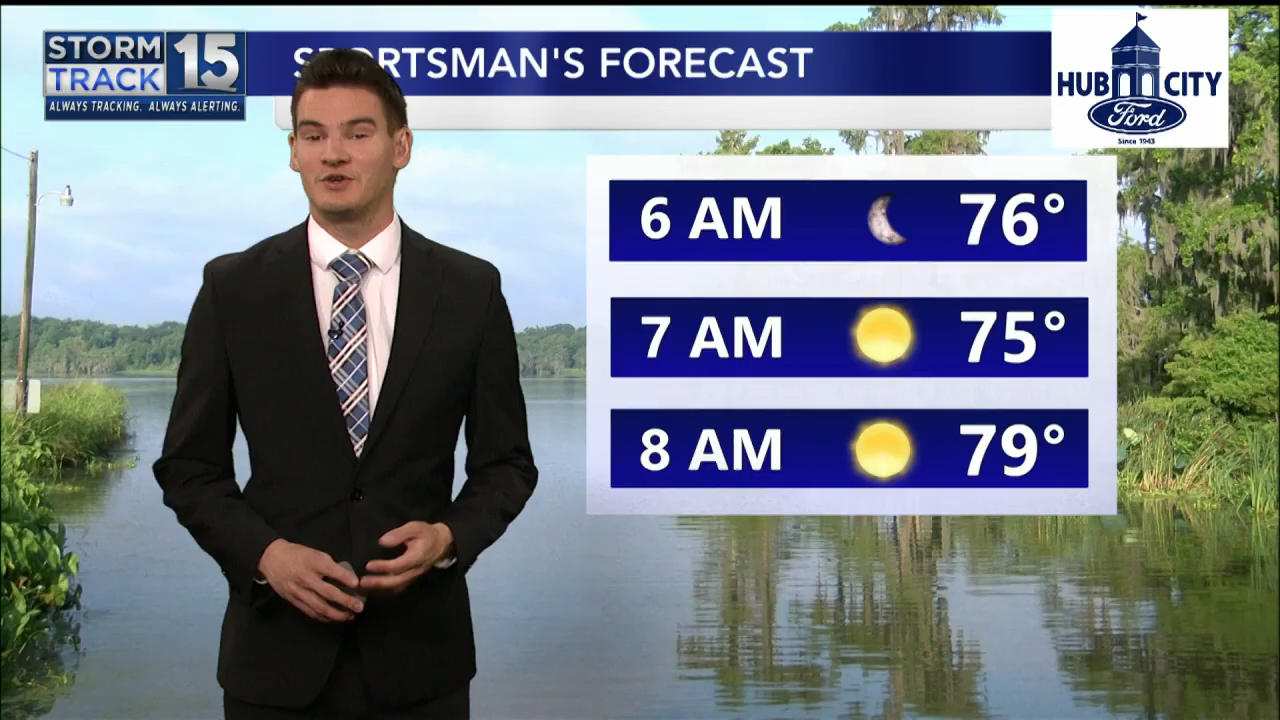 STORM
TRACK
15
ALWAYS TRACKING. ALWAYS ALERTING.
SPORTSMAN'S FORECAST
HUB CITY
Ford
Since 1943
6 AM 76°
7 AM 75°
8 AM 79°